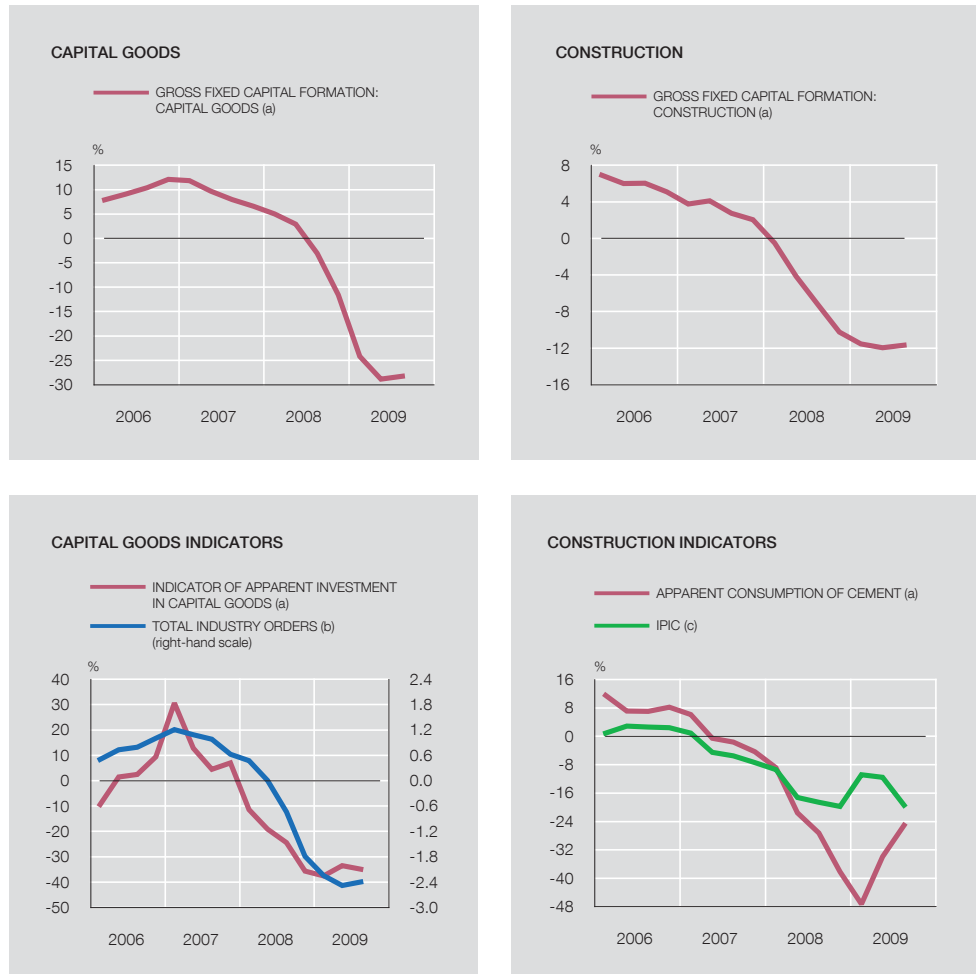 CAPITAL GOODS
GROSS FIXED CAPITAL FORMATION:
CAPITAL GOODS (a)
%
15
10
5
0
-5
-10
-15
-20
-25
-30
2006 2007 2008 2009
CONSTRUCTION
GROSS FIXED CAPITAL FORMATION:
CONSTRUCTION (a)
%
8
4
0
-4
-8
-12
-16
2006 2007 2008 2009
CAPITAL GOODS INDICATORS
INDICATOR OF APPARENT INVESTMENT
IN CAPITAL GOODS (a)
TOTAL INDUSTRY ORDERS (b)
(right-hand scale)
%
40 2.4
30 1.8
20 1.2
10 0.6
0 0.0
-10 -0.6
-20 -1.2
-30 -1.8
-40 -2.4
-50 -3.0
2006 2007 2008 2009
CONSTRUCTION INDICATORS
APPARENT CONSUMPTION OF CEMENT (a)
IPIC (c)
%
16
8
0
-8
-16
-24
-32
-40
-48
2006 2007 2008 2009